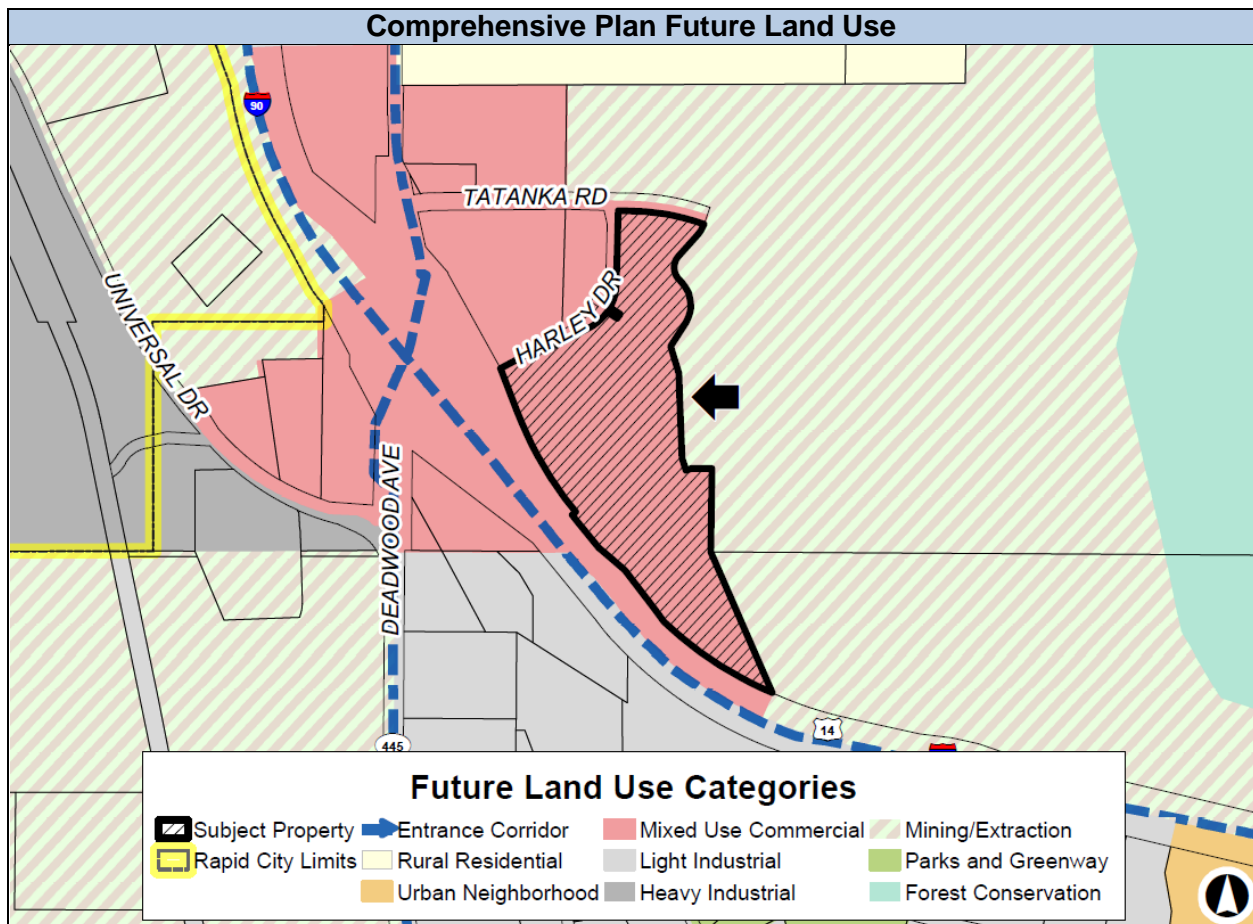 Comprehensive Plan Future Land Use
90
TATANKA RD
HARLEY DR
UNIVERSAL DR
DEADWOOD AVE
14
445
Future Land Use Categories
Subject Property Entrance Corridor Mixed Use Commercial Mining/Extraction
Rapid City Limits Rural Residential Light Industrial Parks and Greenway
Urban Neighborhood Heavy Industrial Forest Conservation